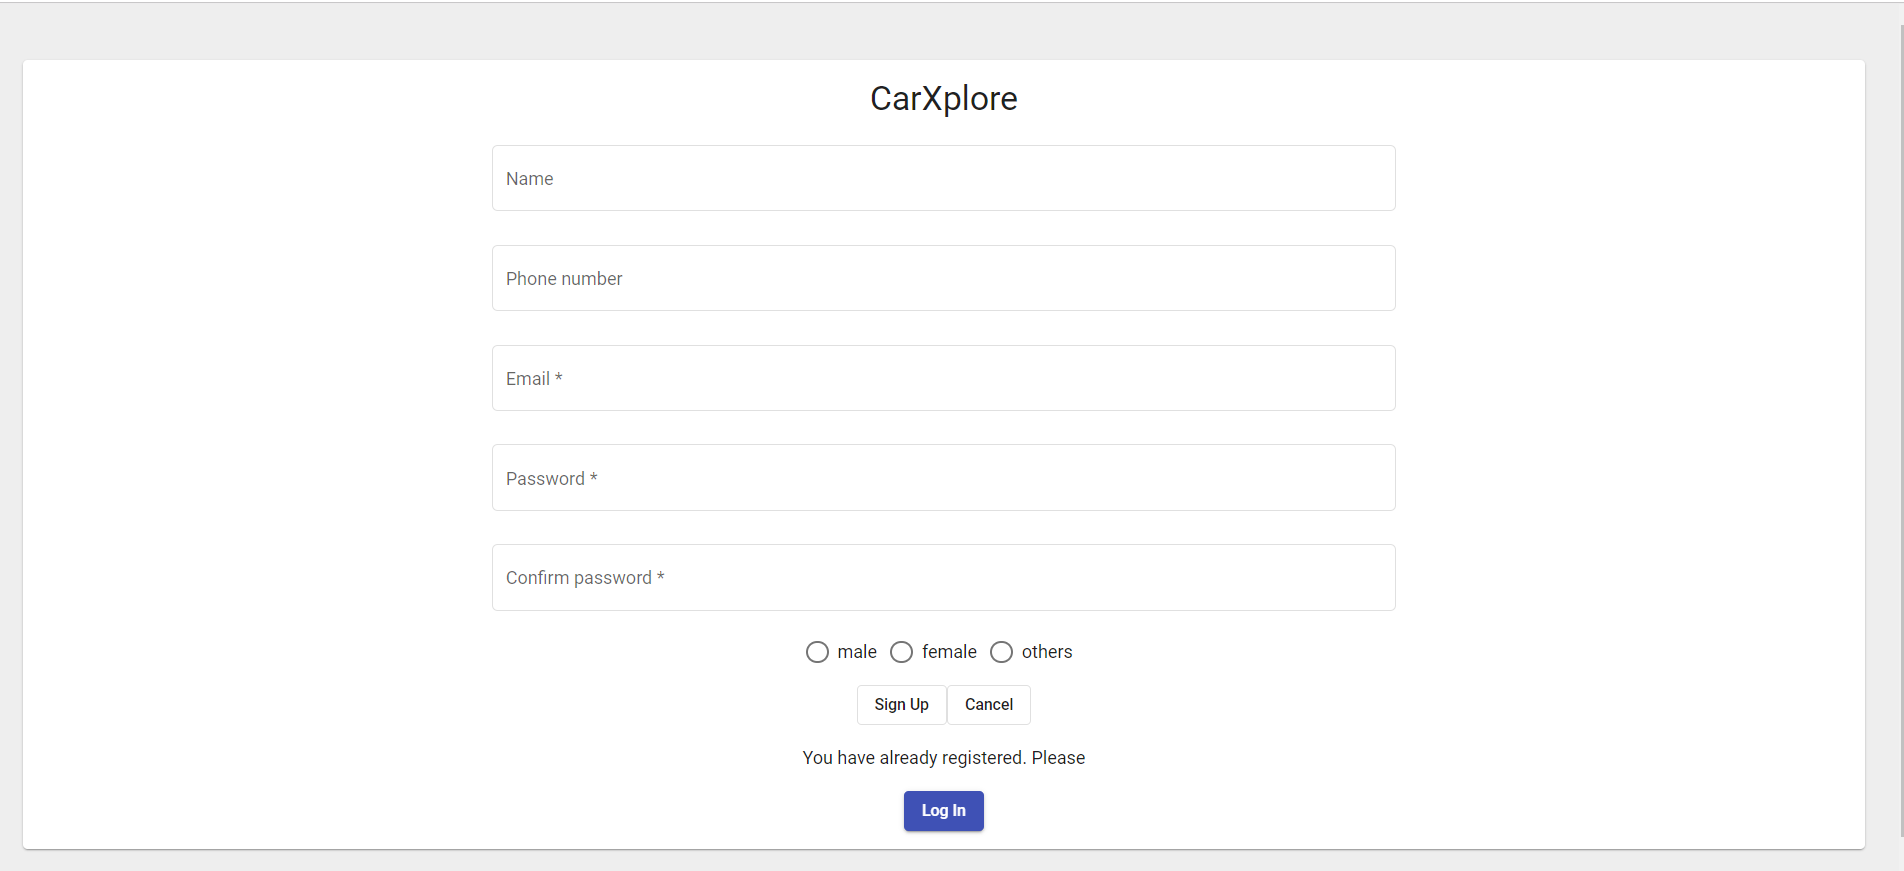 CarXplore
Name
Phone number
Email *
Password *
Confirm password *
male female others
Sign Up Cancel
You have already registered. Please
Log In